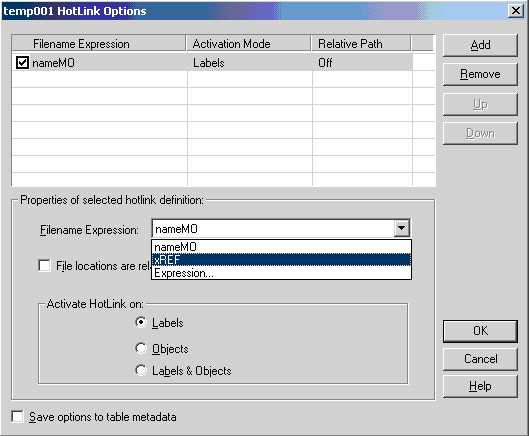 temp001 HotLink Options
Filename Expression Activation Mode Relative Path
nameMO Labels Off
Add
Remove
Up
Down
Properties of selected hotlink definition:
Filename Expression: nameMO
nameMO
xREF
Expression...
File locations are rel
Activate HotLink on:
Labels
Objects
Labels & Objects
OK
Cancel
Help
Save options to table metadata